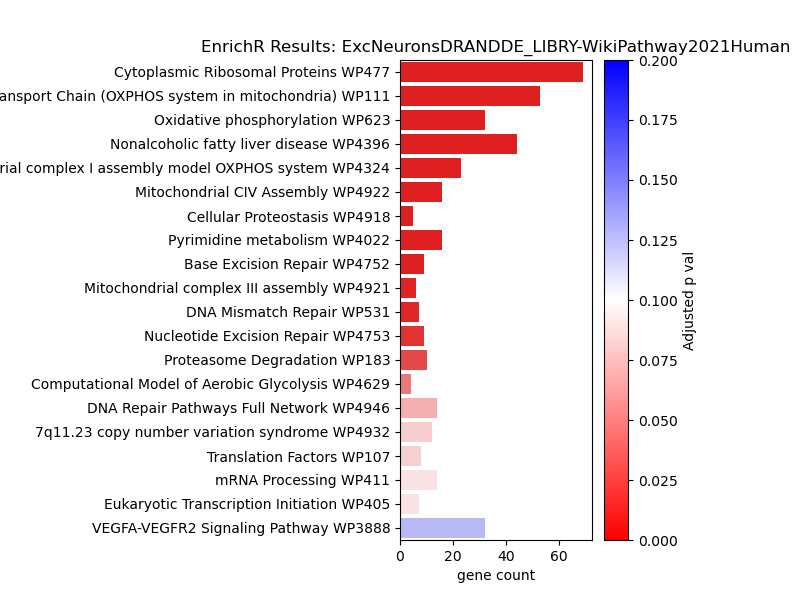 EnrichR Results: ExcNeuronsDRANDDE_LIBRY-WikiPathway2021Human
Cytoplasmic Ribosomal Proteins WP477
Chain (OXPHOS system in mitochondria) WP111
Oxidative phosphorylation WP623
Nonalcoholic fatty liver disease WP4396
complex I assembly model OXPHOS system WP4324
Mitochondrial CIV Assembly WP4922
Cellular Proteostasis WP4918
Pyrimidine metabolism WP4022
Base Excision Repair WP4752
Mitochondrial complex III assembly WP4921
DNA Mismatch Repair WP531
Nucleotide Excision Repair WP4753
Proteasome Degradation WP183
Computational Model of Aerobic Glycolysis WP4629
DNA Repair Pathways Full Network WP4946
7q11.23 copy number variation syndrome WP4932
Translation Factors WP107
mRNA Processing WP411
Eukaryotic Transcription Initiation WP405
VEGFA-VEGFR2 Signaling Pathway WP3888
0 20 40 60
gene count
0.200
0.175
0.150
0.125
0.100
0.075
0.050
0.025
0.000
Adjusted p val